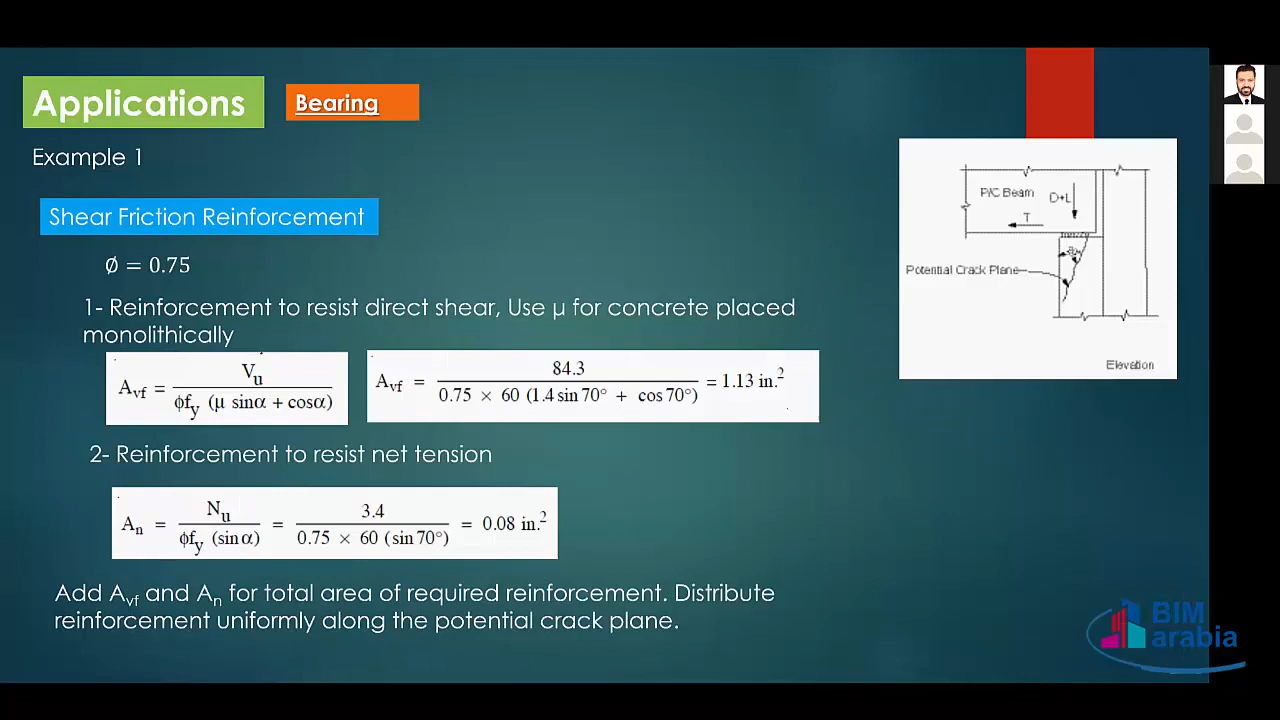 Applications
Bearing
Example 1
Shear Friction Reinforcement
∅ = 0.75
1- Reinforcement to resist direct shear, Use μ for concrete placed
monolithically
A_vf = V_u / ϕf_y (μ sinα + cosα)
A_vf = 84.3 / 0.75 × 60 (1.4 sin 70° + cos 70°) = 1.13 in.²
2- Reinforcement to resist net tension
A_n = N_u / ϕf_y (sinα) = 3.4 / 0.75 × 60 (sin 70°) = 0.08 in.²
Add A_vf and A_n for total area of required reinforcement. Distribute
reinforcement uniformly along the potential crack plane.
P/C Beam
D+L
T
Potential Crack Plane
Elevation
BIM
arabia